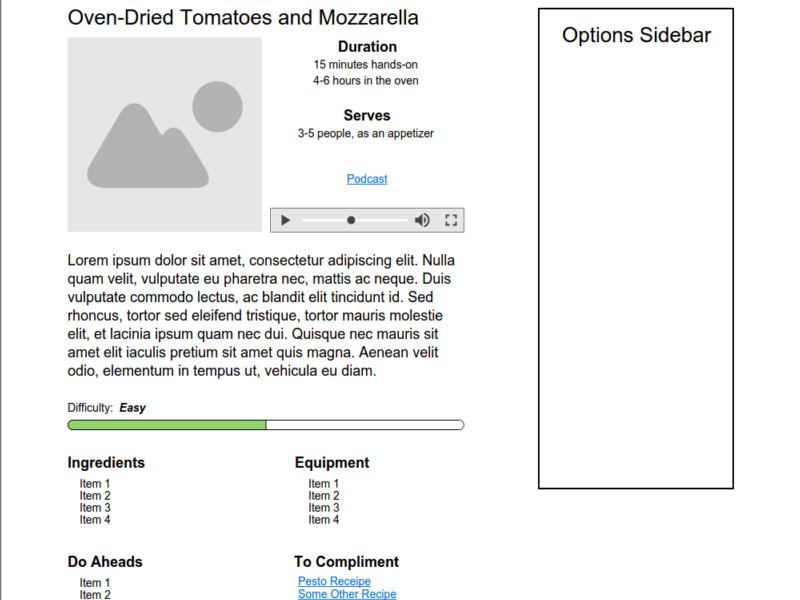 Oven-Dried Tomatoes and Mozzarella
Duration
15 minutes hands-on
4-6 hours in the oven
Serves
3-5 people, as an appetizer
Podcast
Options Sidebar
Lorem ipsum dolor sit amet, consectetur adipiscing elit. Nulla
quam velit, vulputate eu pharetra nec, mattis ac neque. Duis
vulputate commodo lectus, ac blandit elit tincidunt id. Sed
rhoncus, tortor sed eleifend tristique, tortor mauris molestie
elit, et lacinia ipsum quam nec dui. Quisque nec mauris sit
amet elit iaculis pretium sit amet quis magna. Aenean velit
odio, elementum in tempus ut, vehicula eu diam.
Difficulty: Easy
Ingredients
Item 1
Item 2
Item 3
Item 4
Equipment
Item 1
Item 2
Item 3
Item 4
Do Aheads
Item 1
Item 2
To Compliment
Pesto Receipe
Some Other Recipe